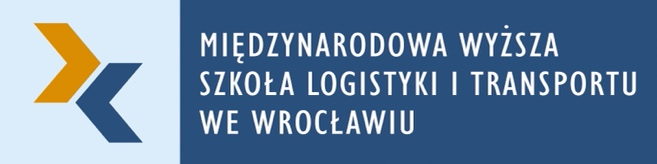 MIĘDZYNARODOWA WYŻSZA
SZKOŁA LOGISTYKI I TRANSPORTU
WE WROCŁAWIU